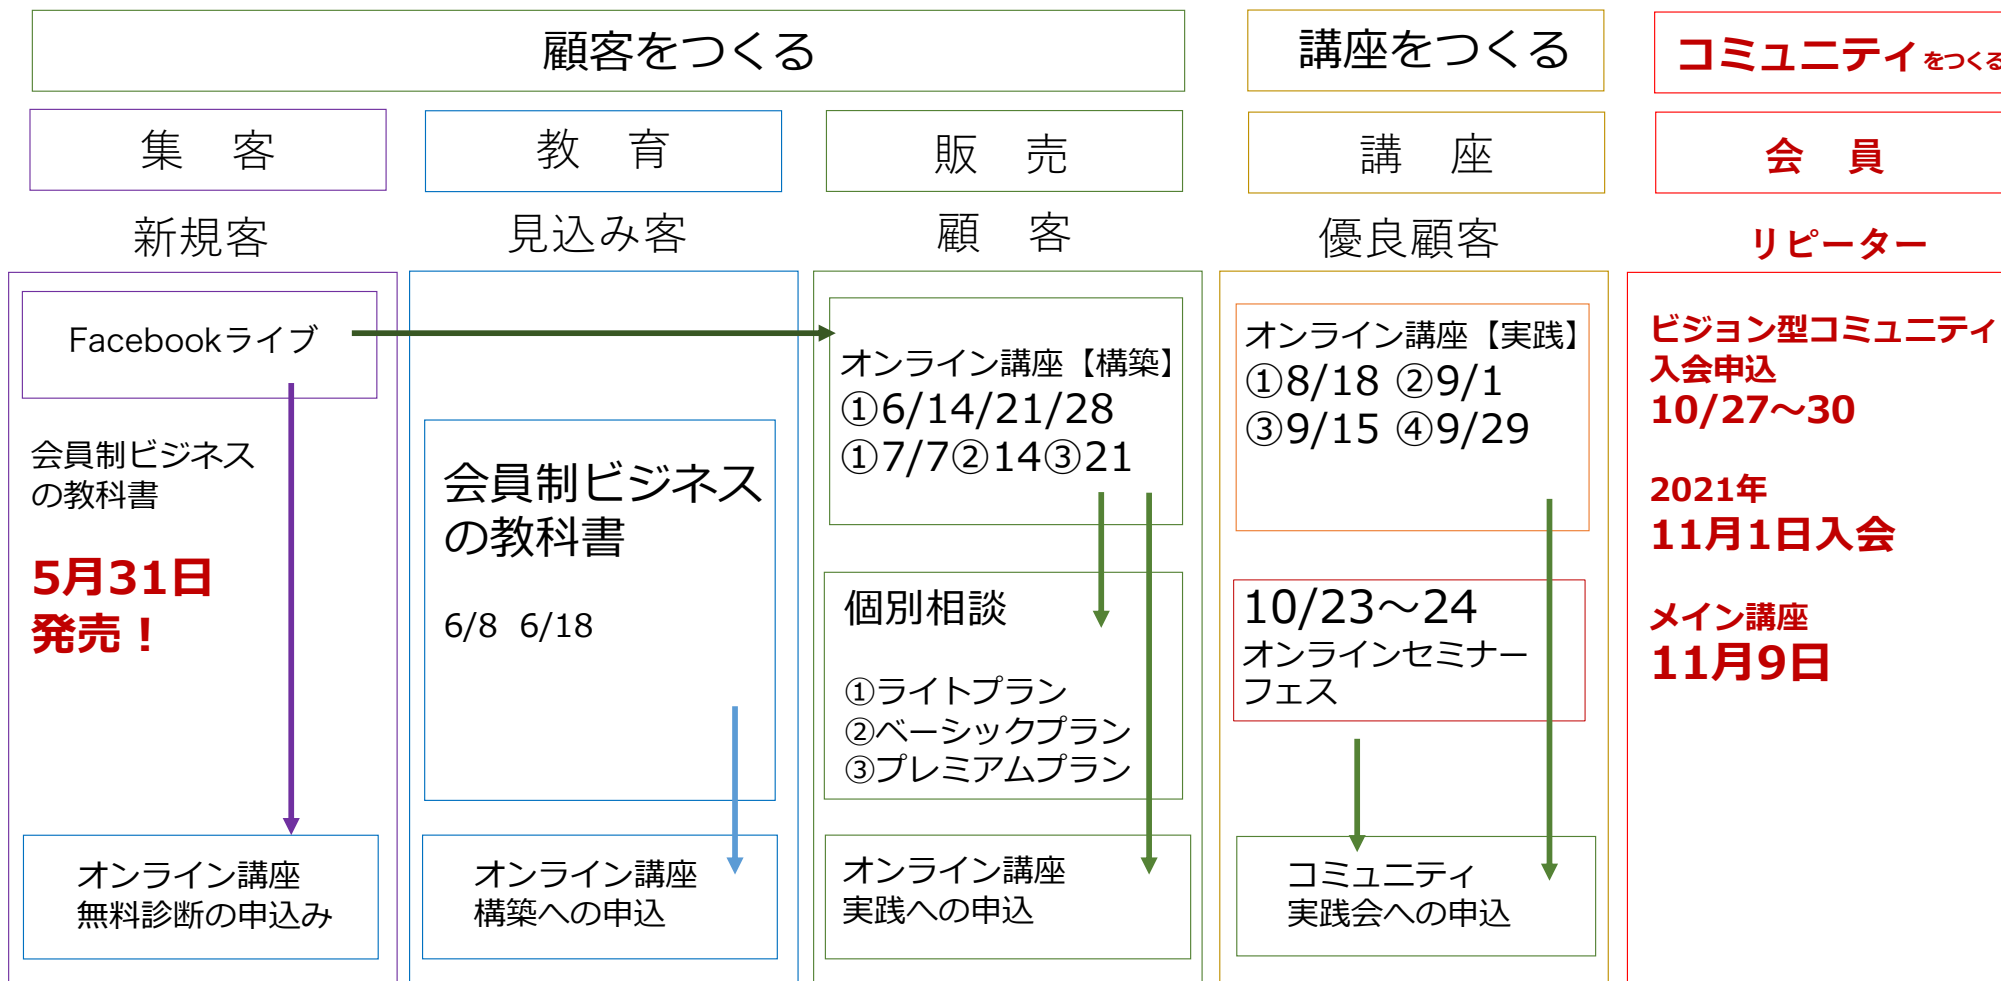 顧客をつくる
講座をつくる
コミュニティをつくる
集　客
教　育
販　売
講　座
会　員
新規客
見込み客
顧　客
優良顧客
リピーター
Facebookライブ
会員制ビジネス
の教科書
5月31日
発売！
オンライン講座
無料診断の申込み
会員制ビジネス
の教科書
6/8 6/18
オンライン講座
構築への申込
オンライン講座【構築】
①6/14/21/28
①7/7②14③21
個別相談
①ライトプラン
②ベーシックプラン
③プレミアムプラン
オンライン講座
実践への申込
オンライン講座【実践】
①8/18 ②9/1
③9/15 ④9/29
10/23～24
オンラインセミナー
フェス
コミュニティ
実践会への申込
ビジョン型コミュニティ
入会申込
10/27～30
2021年
11月1日入会
メイン講座
11月9日